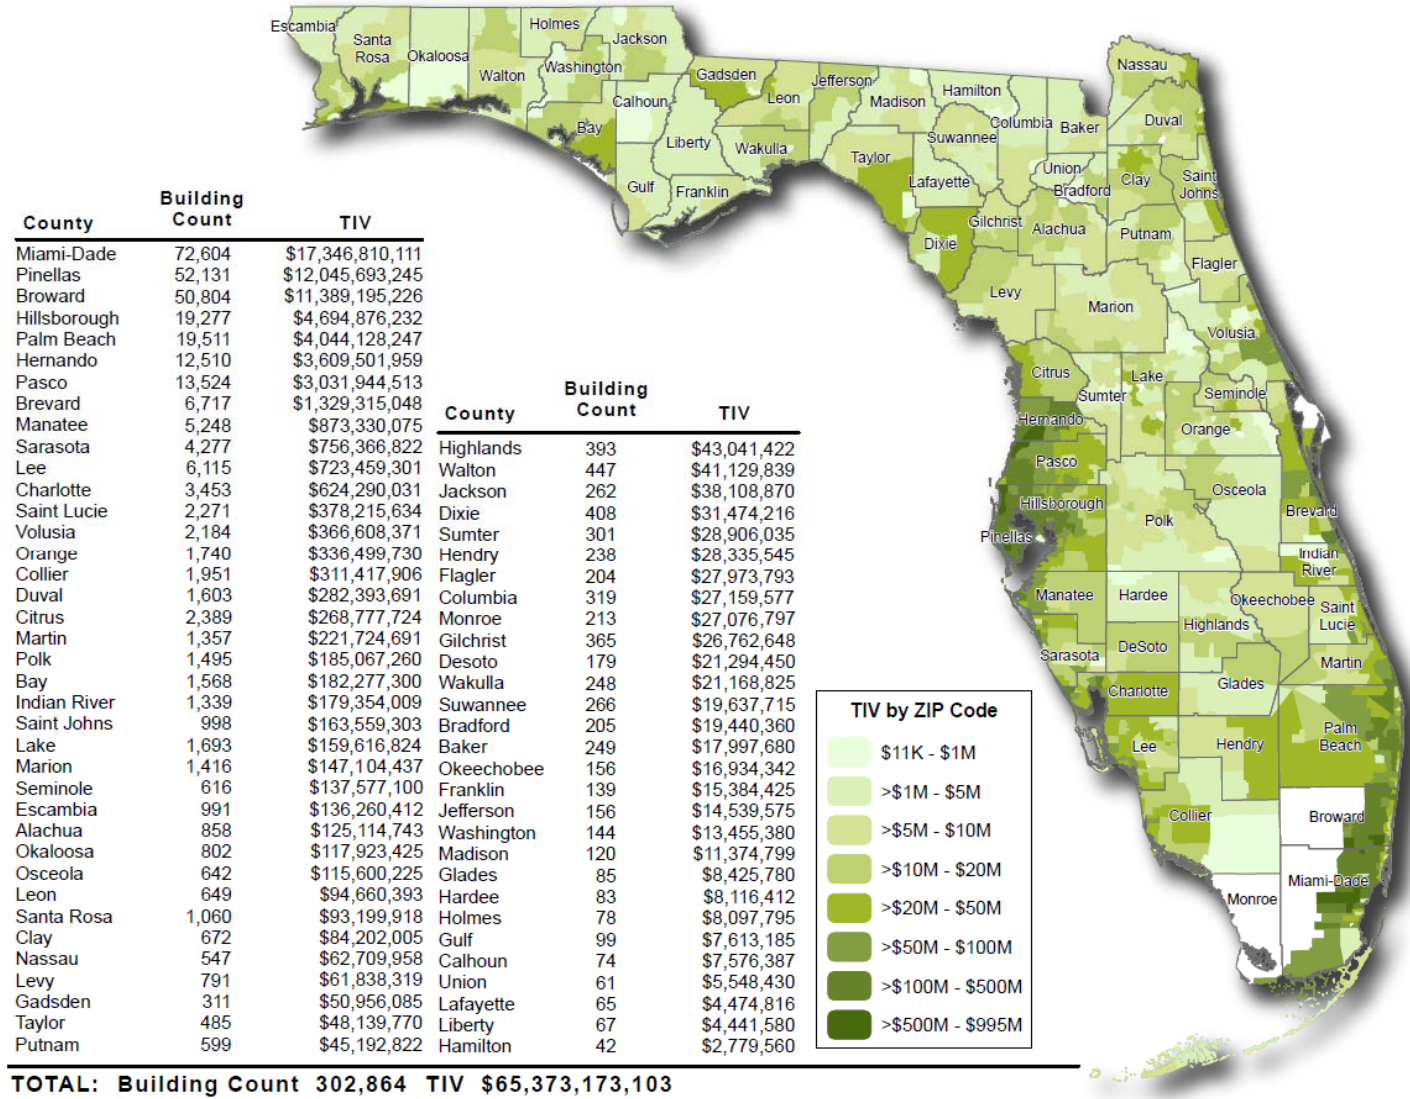 County Building Count TIV
Miami-Dade 72,604 $17,346,810,111
Pinellas 52,131 $12,045,693,245
Broward 50,804 $11,389,195,226
Hillsborough 19,277 $4,694,876,232
Palm Beach 19,511 $4,044,128,247
Hernando 12,510 $3,609,501,959
Pasco 13,524 $3,031,944,513
Brevard 6,717 $1,329,315,048
Manatee 5,248 $873,330,075
Sarasota 4,277 $756,366,822
Lee 6,115 $723,459,301
Charlotte 3,453 $624,290,031
Saint Lucie 2,271 $378,215,634
Volusia 2,184 $366,608,371
Orange 1,740 $336,499,730
Collier 1,951 $311,417,906
Duval 1,603 $282,393,691
Citrus 2,389 $268,777,724
Martin 1,357 $221,724,691
Polk 1,495 $185,067,260
Bay 1,568 $182,277,300
Indian River 1,339 $179,354,009
Saint Johns 998 $163,559,303
Lake 1,693 $159,616,824
Marion 1,416 $147,104,437
Seminole 616 $137,577,100
Escambia 991 $136,260,412
Alachua 858 $125,114,743
Okaloosa 802 $117,923,425
Osceola 642 $115,600,225
Leon 649 $94,660,393
Santa Rosa 1,060 $93,199,918
Clay 672 $84,202,005
Nassau 547 $62,709,958
Levy 791 $61,838,319
Gadsden 311 $50,956,085
Taylor 485 $48,139,770
Putnam 599 $45,192,822
County Building Count TIV
Highlands 393 $43,041,422
Walton 447 $41,129,839
Jackson 262 $38,108,870
Dixie 408 $31,474,216
Sumter 301 $28,906,035
Hendry 238 $28,335,545
Flagler 204 $27,973,793
Columbia 319 $27,159,577
Monroe 213 $27,076,797
Gilchrist 365 $26,762,648
Desoto 179 $21,294,450
Wakulla 248 $21,168,825
Suwannee 266 $19,637,715
Bradford 205 $19,440,360
Baker 249 $17,997,680
Okeechobee 156 $16,934,342
Franklin 139 $15,384,425
Jefferson 156 $14,539,575
Washington 144 $13,455,380
Madison 120 $11,374,799
Glades 85 $8,425,780
Hardee 83 $8,116,412
Holmes 78 $8,097,795
Gulf 99 $7,613,185
Calhoun 74 $7,576,387
Union 61 $5,548,430
Lafayette 65 $4,474,816
Liberty 67 $4,441,580
Hamilton 42 $2,779,560
TOTAL: Building Count 302,864 TIV $65,373,173,103
TIV by ZIP Code
$11K - $1M
>$1M - $5M
>$5M - $10M
>$10M - $20M
>$20M - $50M
>$50M - $100M
>$100M - $500M
>$500M - $995M
Escambia
Santa
Rosa
Okaloosa
Walton
Holmes
Washington
Jackson
Bay
Calhoun
Gulf
Liberty
Franklin
Gadsden
Leon
Wakulla
Jefferson
Madison
Taylor
Hamilton
Suwannee
Lafayette
Dixie
Columbia
Baker
Union
Bradford
Gilchrist
Alachua
Levy
Nassau
Duval
Clay
Saint
Johns
Putnam
Flagler
Marion
Volusia
Citrus
Sumter
Lake
Seminole
Hernando
Orange
Pasco
Osceola
Hillsborough
Pinellas
Polk
Brevard
Indian
River
Manatee
Hardee
Highlands
Okeechobee
Saint
Lucie
Sarasota
DeSoto
Martin
Charlotte
Glades
Lee
Hendry
Palm
Beach
Collier
Broward
Monroe
Miami-Dade